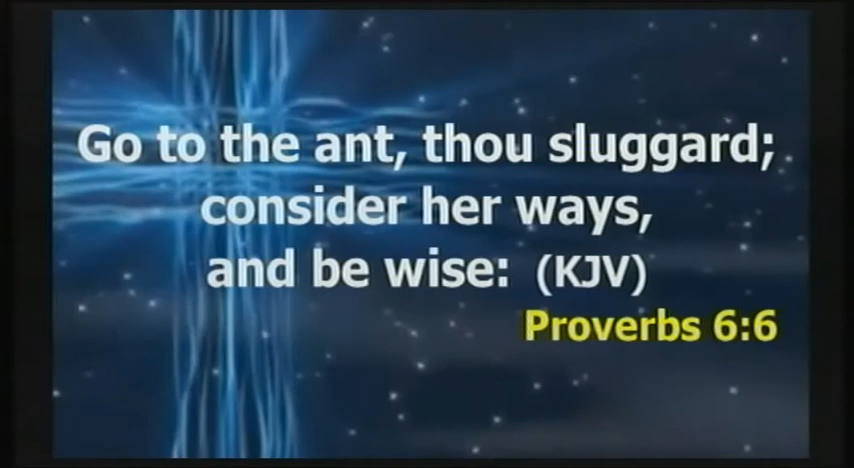 Go to the ant, thou sluggard;
consider her ways,
and be wise: (KJV)
Proverbs 6:6